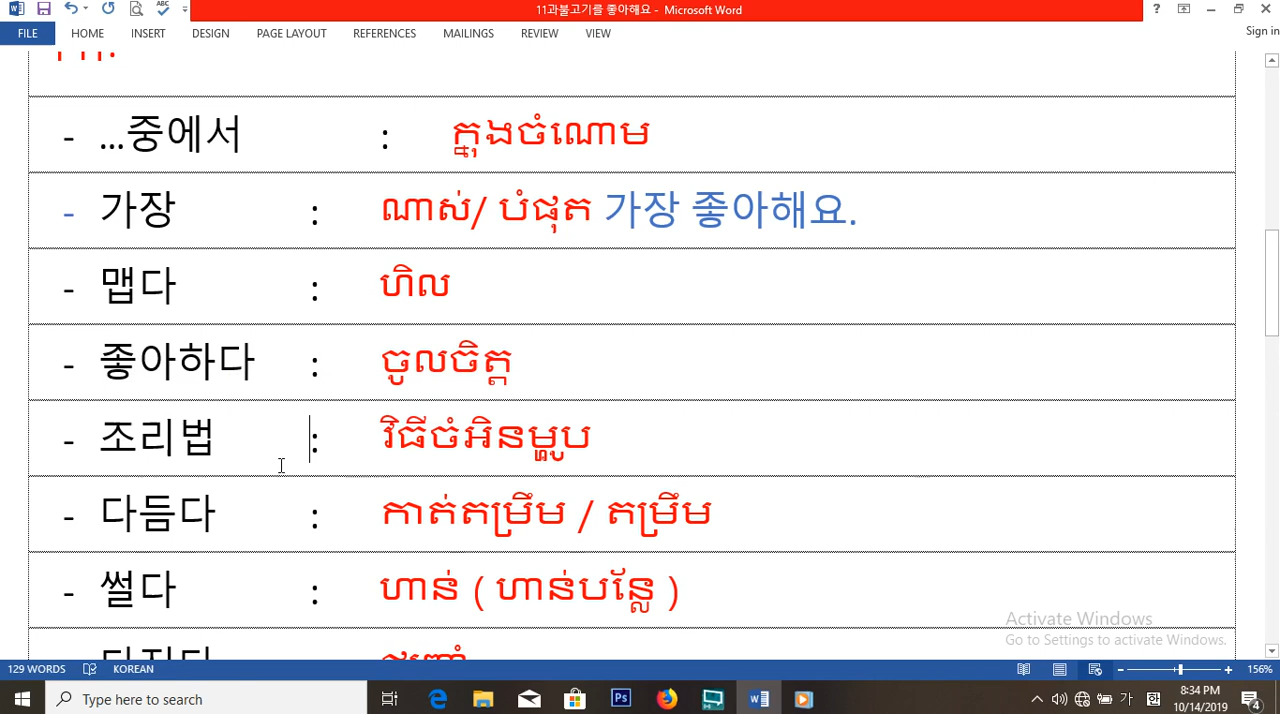 11과불고기를 좋아해요 - Microsoft Word
FILE HOME INSERT DESIGN PAGE LAYOUT REFERENCES MAILINGS REVIEW VIEW
Sign in
- ...중에서 : ក្នុងចំណោម
- 가장 : ណាស់/ បំផុត 가장 좋아해요.
- 맵다 : ហិល
- 좋아하다 : ចូលចិត្ត
- 조리법 : វិធីចំអិនម្ហូប
- 다듬다 : កាត់តម្រឹម / តម្រឹម
- 썰다 : ហាន់ ( ហាន់បន្លែ )
Activate Windows
Go to Settings to activate Windows.
129 WORDS KOREAN 156%
Type here to search
가 한 8:34 PM
10/14/2019 4